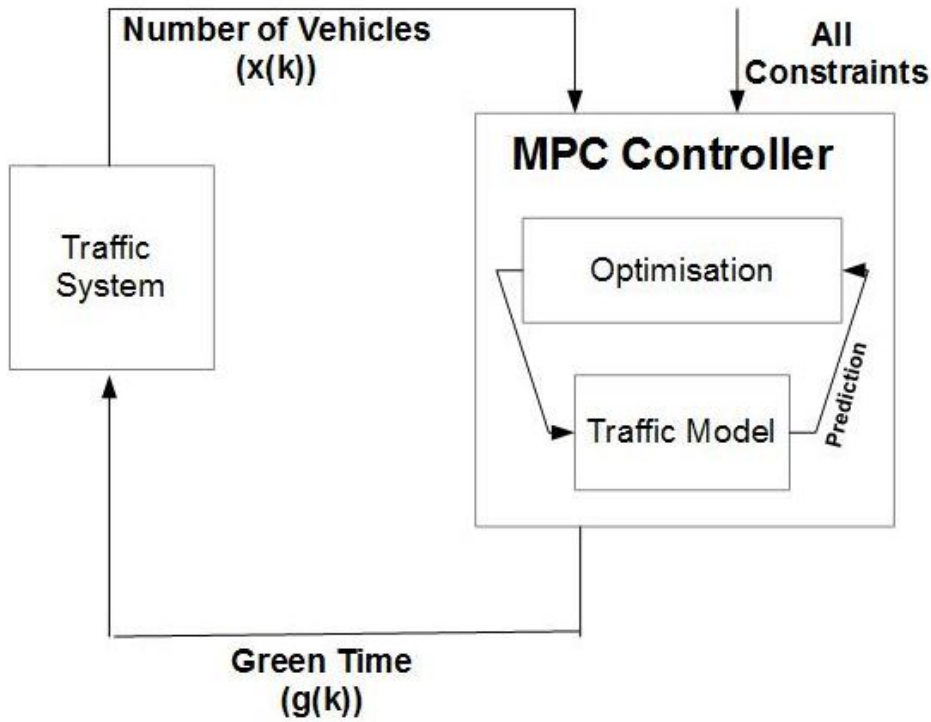 Number of Vehicles
(x(k))
All
Constraints
MPC Controller
Traffic
System
Optimisation
Prediction
Traffic Model
Green Time
(g(k))